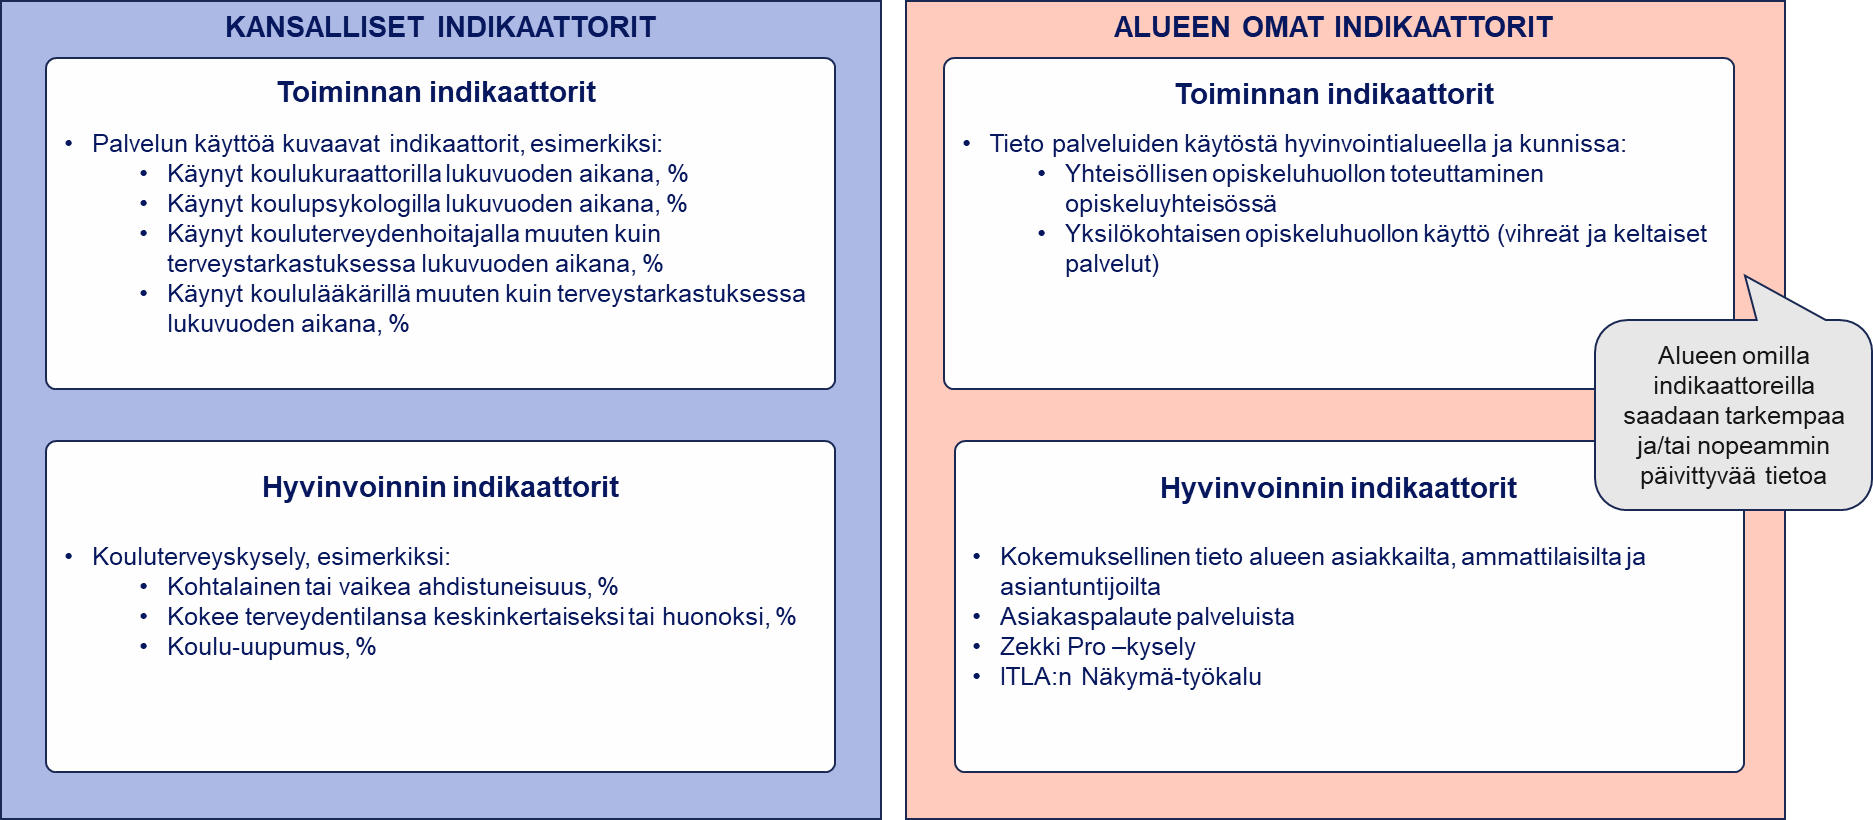 KANSALLISET INDIKAATTORIT
Toiminnan indikaattorit
• Palvelun käyttöä kuvaavat indikaattorit, esimerkiksi:
• Käynyt koulukuraattorilla lukuvuoden aikana, %
• Käynyt koulupsykologilla lukuvuoden aikana, %
• Käynyt kouluterveydenhoitajalla muuten kuin
terveystarkastuksessa lukuvuoden aikana, %
• Käynyt koululääkärillä muuten kuin terveystarkastuksessa
lukuvuoden aikana, %
Hyvinvoinnin indikaattorit
• Kouluterveyskysely, esimerkiksi:
• Kohtalainen tai vaikea ahdistuneisuus, %
• Kokee terveydentilansa keskinkertaiseksi tai huonoksi, %
• Koulu-uupumus, %
ALUEEN OMAT INDIKAATTORIT
Toiminnan indikaattorit
• Tieto palveluiden käytöstä hyvinvointialueella ja kunnissa:
• Yhteisöllisen opiskeluhuollon toteuttaminen
opiskeluyhteisössä
• Yksilökohtaisen opiskeluhuollon käyttö (vihreät ja keltaiset
palvelut)
Alueen omilla
indikaattoreilla
saadaan tarkempaa
ja/tai nopeammin
päivittyvää tietoa
Hyvinvoinnin indikaattorit
• Kokemuksellinen tieto alueen asiakkailta, ammattilaisilta ja
asiantuntijoilta
• Asiakaspalaute palveluista
• Zekki Pro –kysely
• ITLA:n Näkymä-työkalu